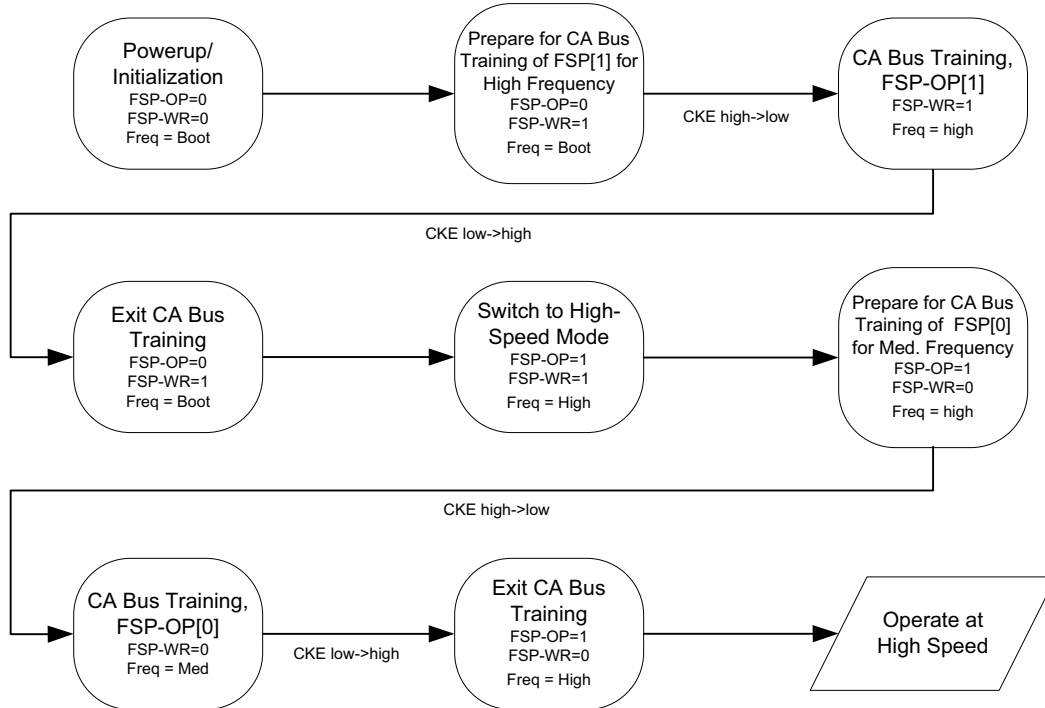 Powerup/
Initialization
FSP-OP=0
FSP-WR=0
Freq = Boot
Prepare for CA Bus
Training of FSP[1] for
High Frequency
FSP-OP=0
FSP-WR=1
Freq = Boot
CKE high->low
CA Bus Training,
FSP-OP[1]
FSP-WR=1
Freq = high
CKE low->high
Exit CA Bus
Training
FSP-OP=0
FSP-WR=1
Freq = Boot
Switch to High-
Speed Mode
FSP-OP=1
FSP-WR=1
Freq = High
Prepare for CA Bus
Training of FSP[0]
for Med. Frequency
FSP-OP=1
FSP-WR=0
Freq = high
CKE high->low
CA Bus Training,
FSP-OP[0]
FSP-WR=0
Freq = Med
CKE low->high
Exit CA Bus
Training
FSP-OP=1
FSP-WR=0
Freq = High
Operate at
High Speed